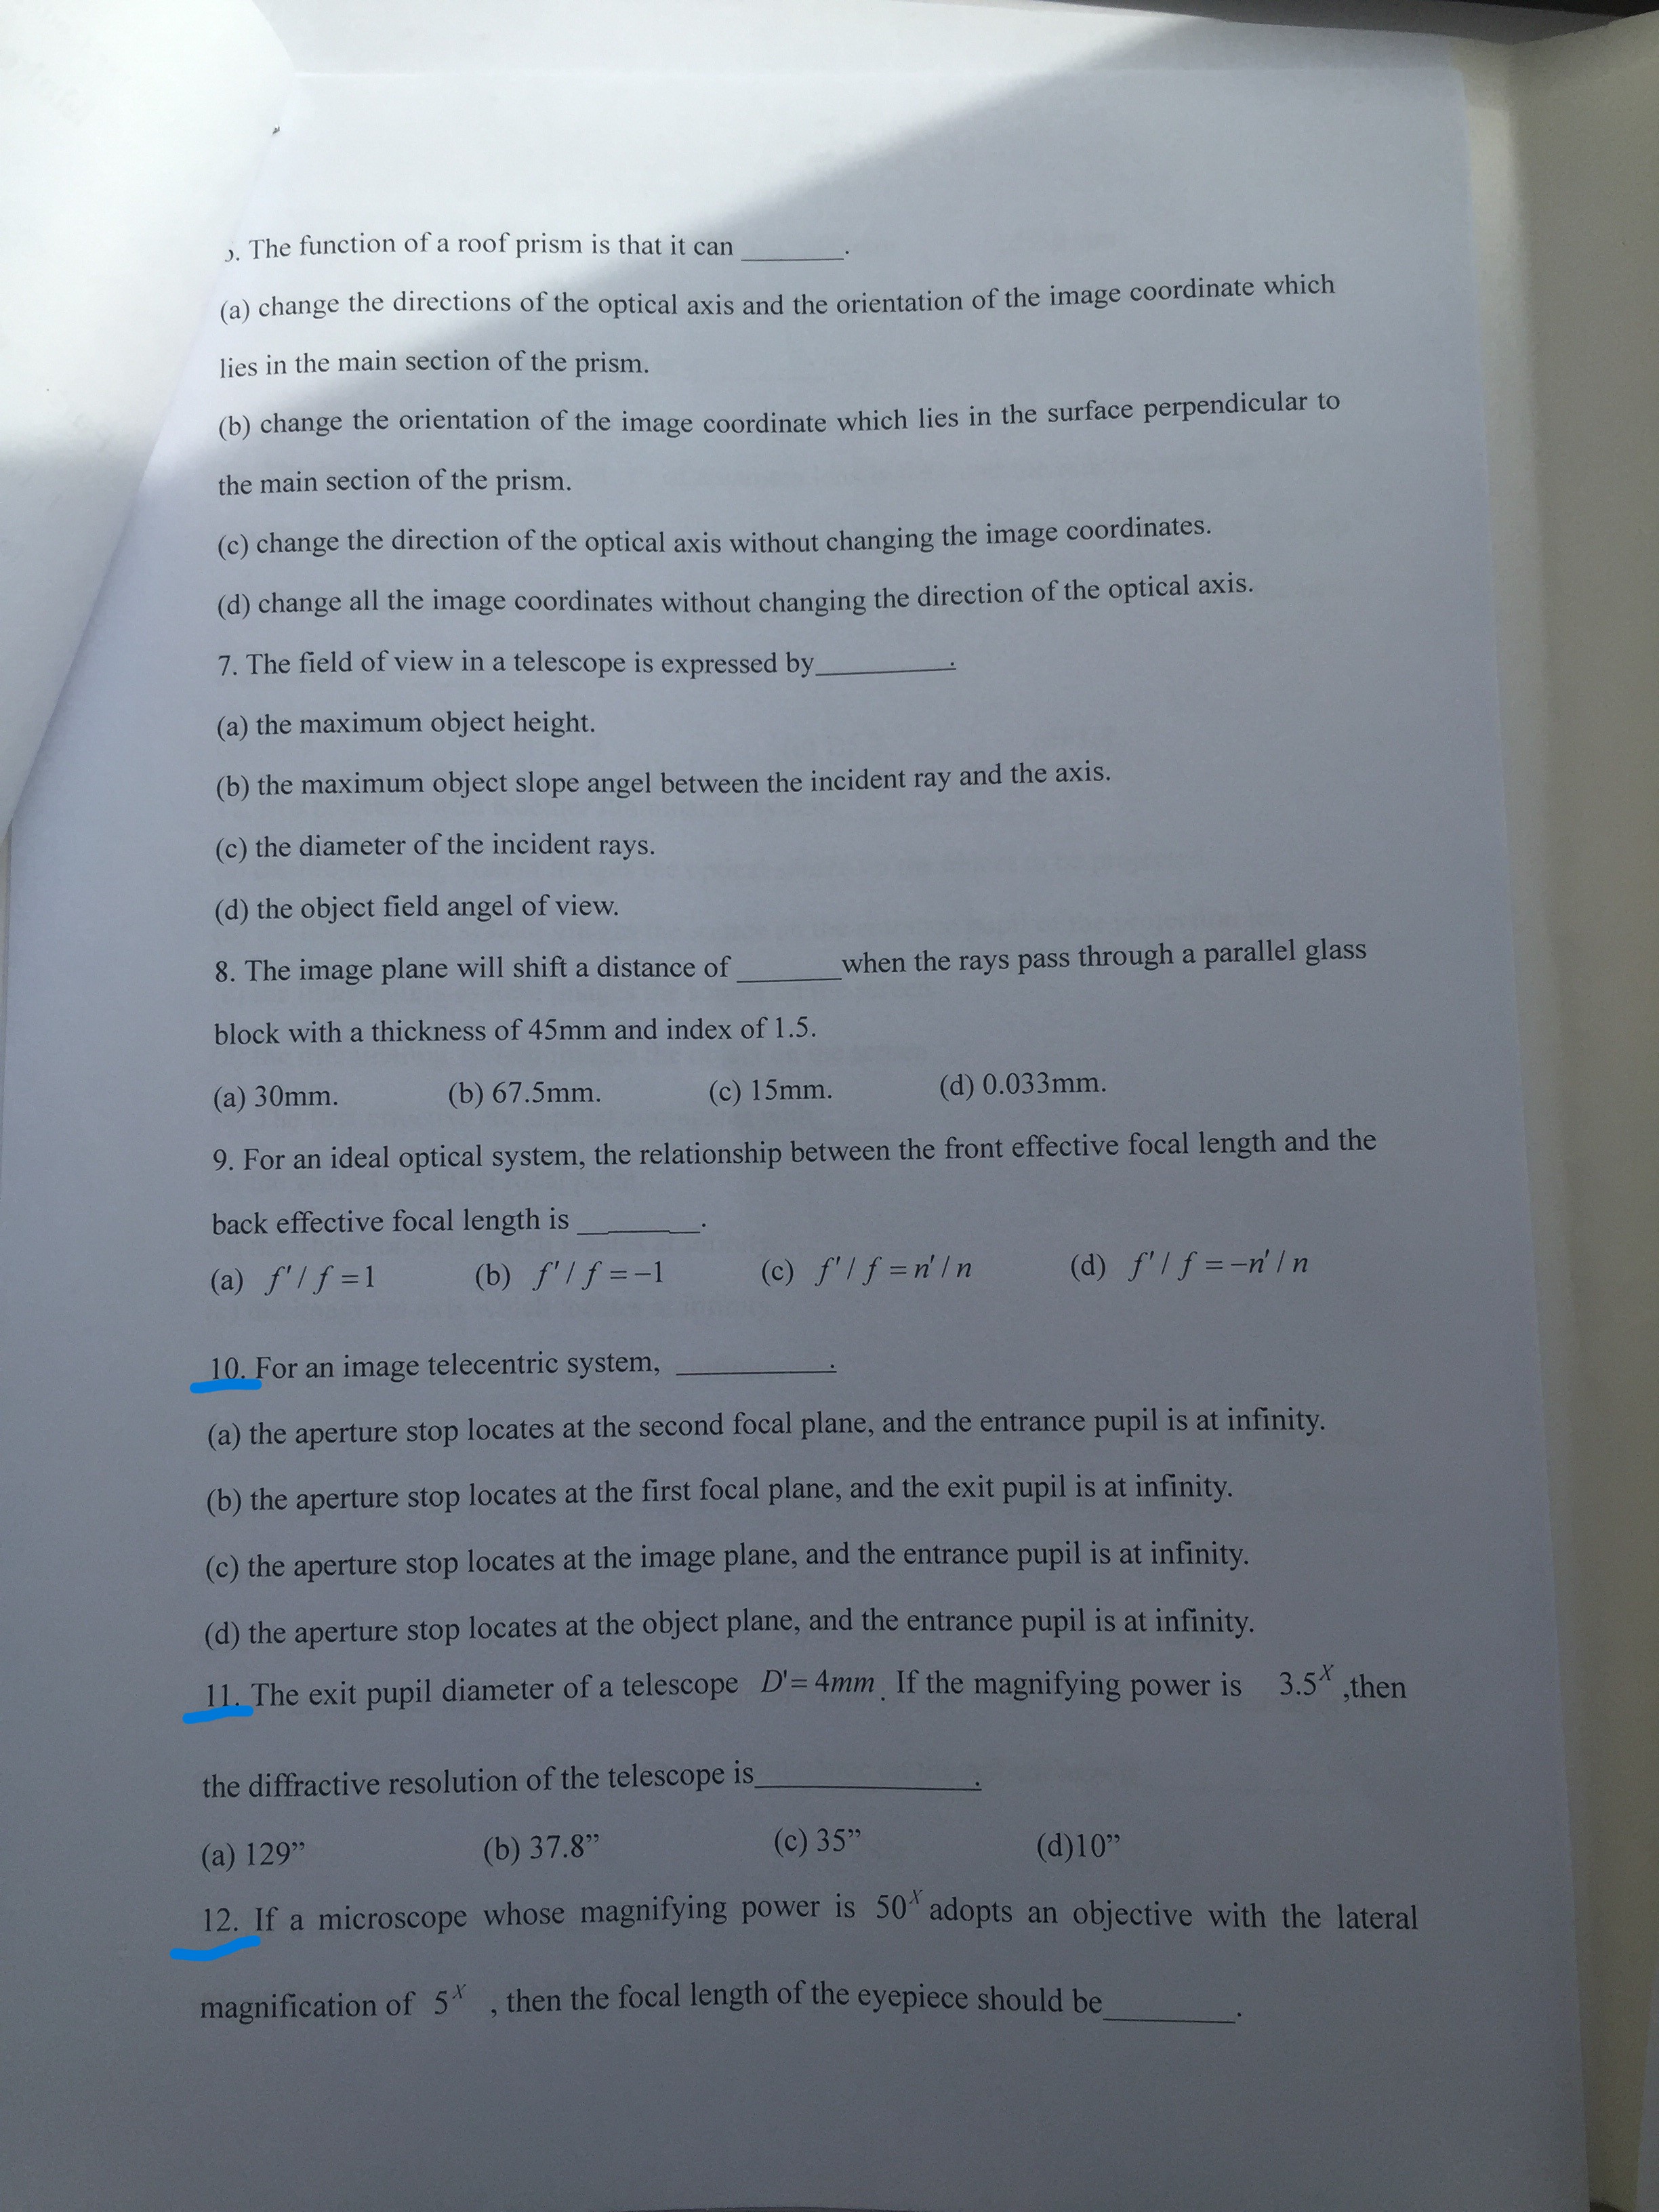 . The function of a roof prism is that it can ______.
(a) change the directions of the optical axis and the orientation of the image coordinate which
lies in the main section of the prism.
(b) change the orientation of the image coordinate which lies in the surface perpendicular to
the main section of the prism.
(c) change the direction of the optical axis without changing the image coordinates.
(d) change all the image coordinates without changing the direction of the optical axis.
7. The field of view in a telescope is expressed by________.
(a) the maximum object height.
(b) the maximum object slope angel between the incident ray and the axis.
(c) the diameter of the incident rays.
(d) the object field angel of view.
8. The image plane will shift a distance of ______when the rays pass through a parallel glass
block with a thickness of 45mm and index of 1.5.
(a) 30mm. (b) 67.5mm. (c) 15mm. (d) 0.033mm.
9. For an ideal optical system, the relationship between the front effective focal length and the
back effective focal length is _______.
(a) f'/f=1 (b) f'/f=-1 (c) f'/f=n'/n (d) f'/f=-n'/n
10. For an image telecentric system, _________.
(a) the aperture stop locates at the second focal plane, and the entrance pupil is at infinity.
(b) the aperture stop locates at the first focal plane, and the exit pupil is at infinity.
(c) the aperture stop locates at the image plane, and the entrance pupil is at infinity.
(d) the aperture stop locates at the object plane, and the entrance pupil is at infinity.
11. The exit pupil diameter of a telescope D'=4mm. If the magnifying power is 3.5ˣ ,then
the diffractive resolution of the telescope is_____________.
(a) 129” (b) 37.8” (c) 35” (d)10”
12. If a microscope whose magnifying power is 50ˣ adopts an objective with the lateral
magnification of 5ˣ , then the focal length of the eyepiece should be________.